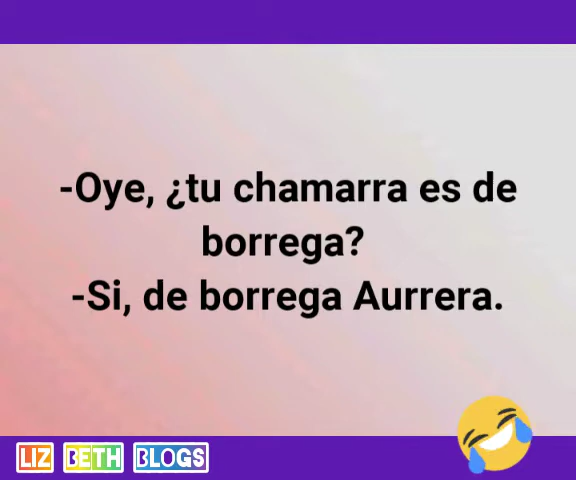 -Oye, ¿tu chamarra es de
borrega?
-Si, de borrega Aurrera.
LIZ BETH BLOGS